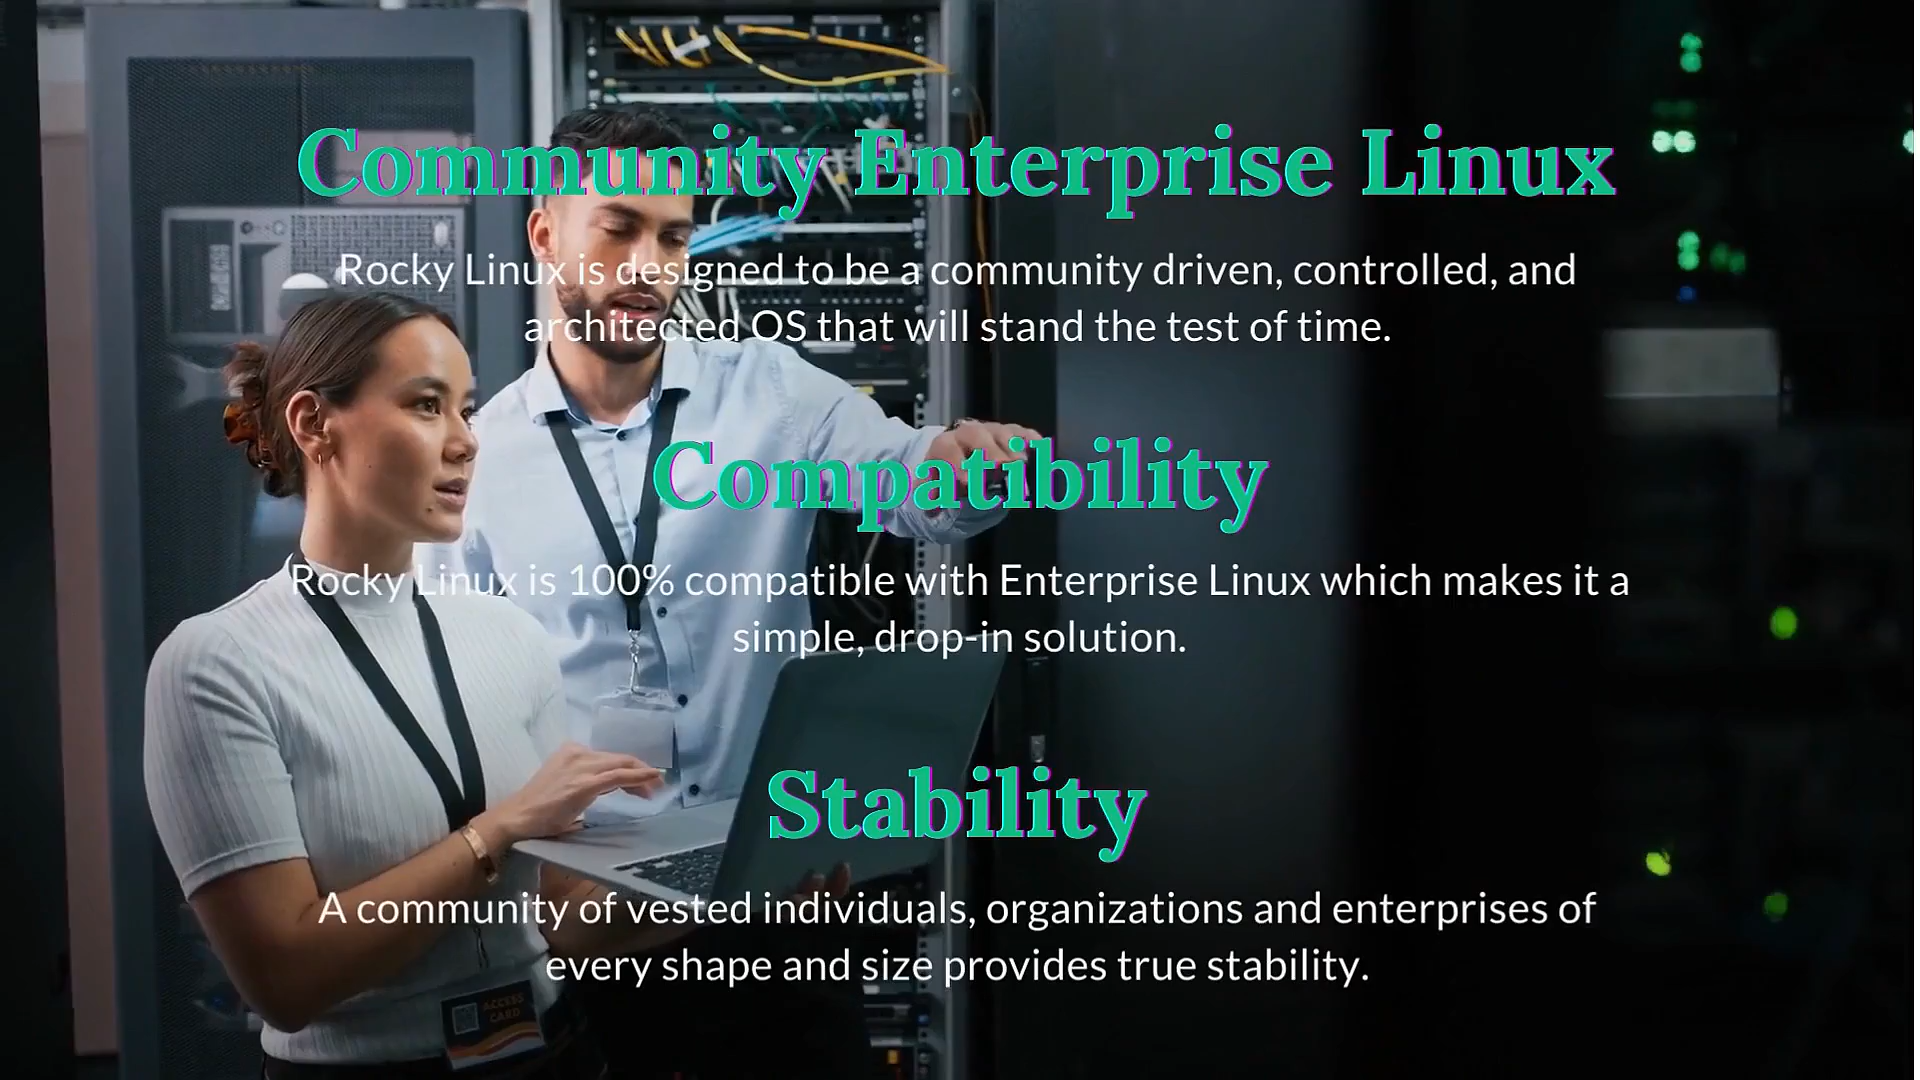 Community Enterprise Linux
Rocky Linux is designed to be a community driven, controlled, and
architected OS that will stand the test of time.
Compatibility
Rocky Linux is 100% compatible with Enterprise Linux which makes it a
simple, drop-in solution.
Stability
A community of vested individuals, organizations and enterprises of
every shape and size provides true stability.
ACCESS
CARD